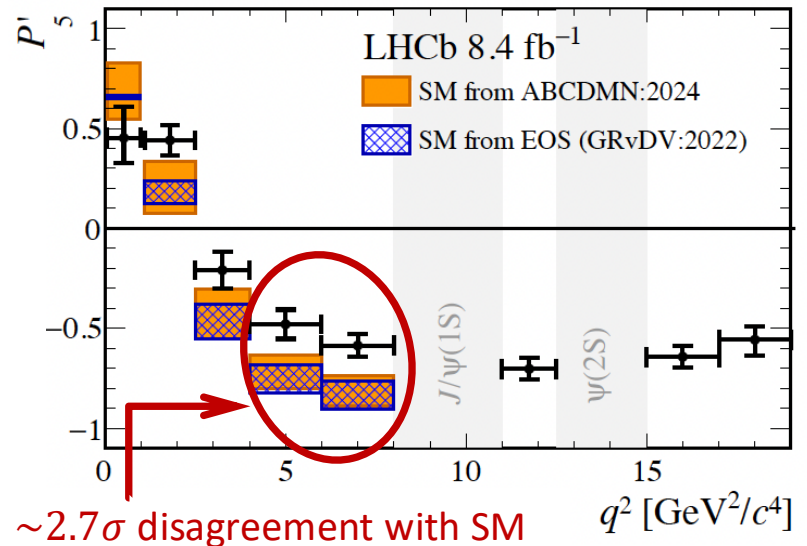 P'5
LHCb 8.4 fb⁻¹
SM from ABCDMN:2024
SM from EOS (GRvDV:2022)
1
0.5
0
−0.5
−1
J/ψ(1S)
ψ(2S)
0 5 10 15
q² [GeV²/c⁴]
~2.7σ disagreement with SM